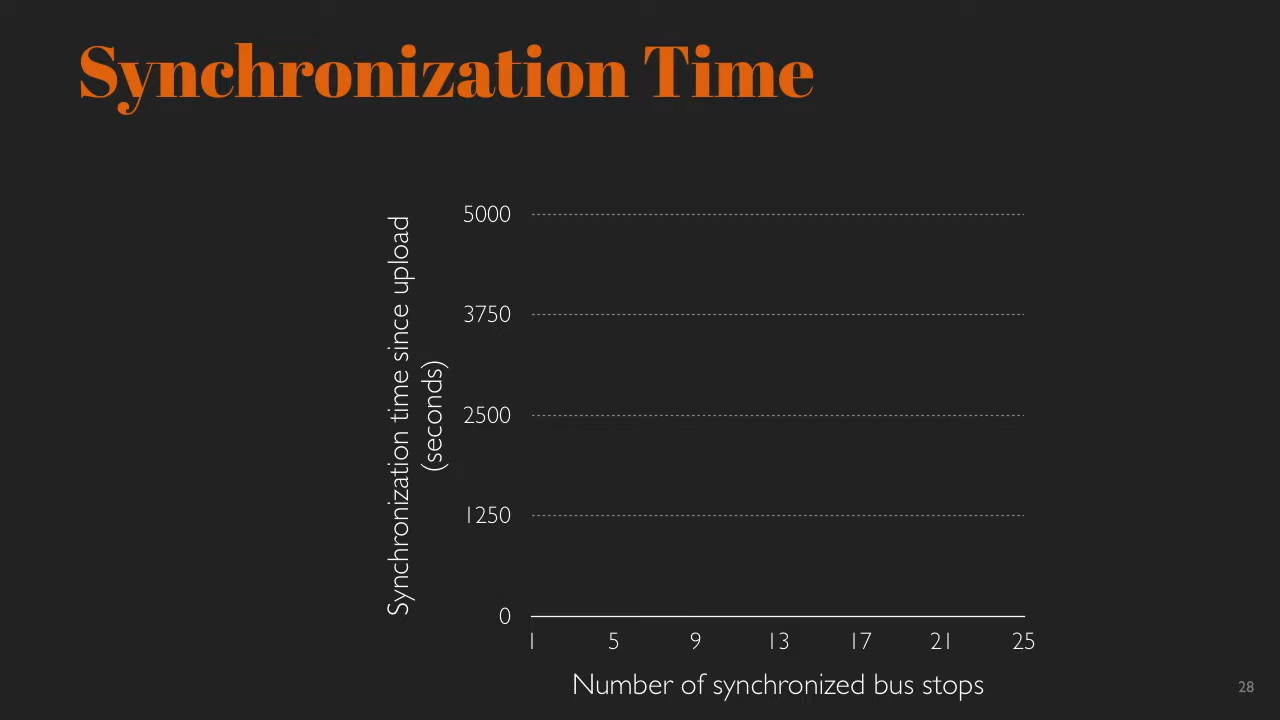 Synchronization Time
Synchronization time since upload
(seconds)
5000
3750
2500
1250
0
1 5 9 13 17 21 25
Number of synchronized bus stops
28